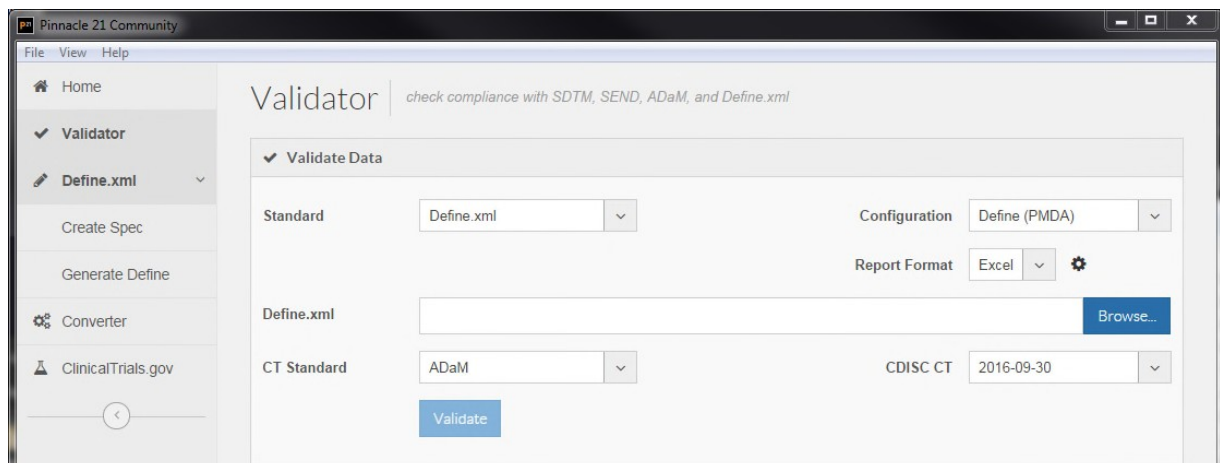 P21 Pinnacle 21 Community
File View Help
Home
Validator
Define.xml
Create Spec
Generate Define
Converter
ClinicalTrials.gov
Validator check compliance with SDTM, SEND, ADaM, and Define.xml
Validate Data
Standard Define.xml Configuration Define (PMDA)
Report Format Excel
Define.xml Browse...
CT Standard ADaM CDISC CT 2016-09-30
Validate